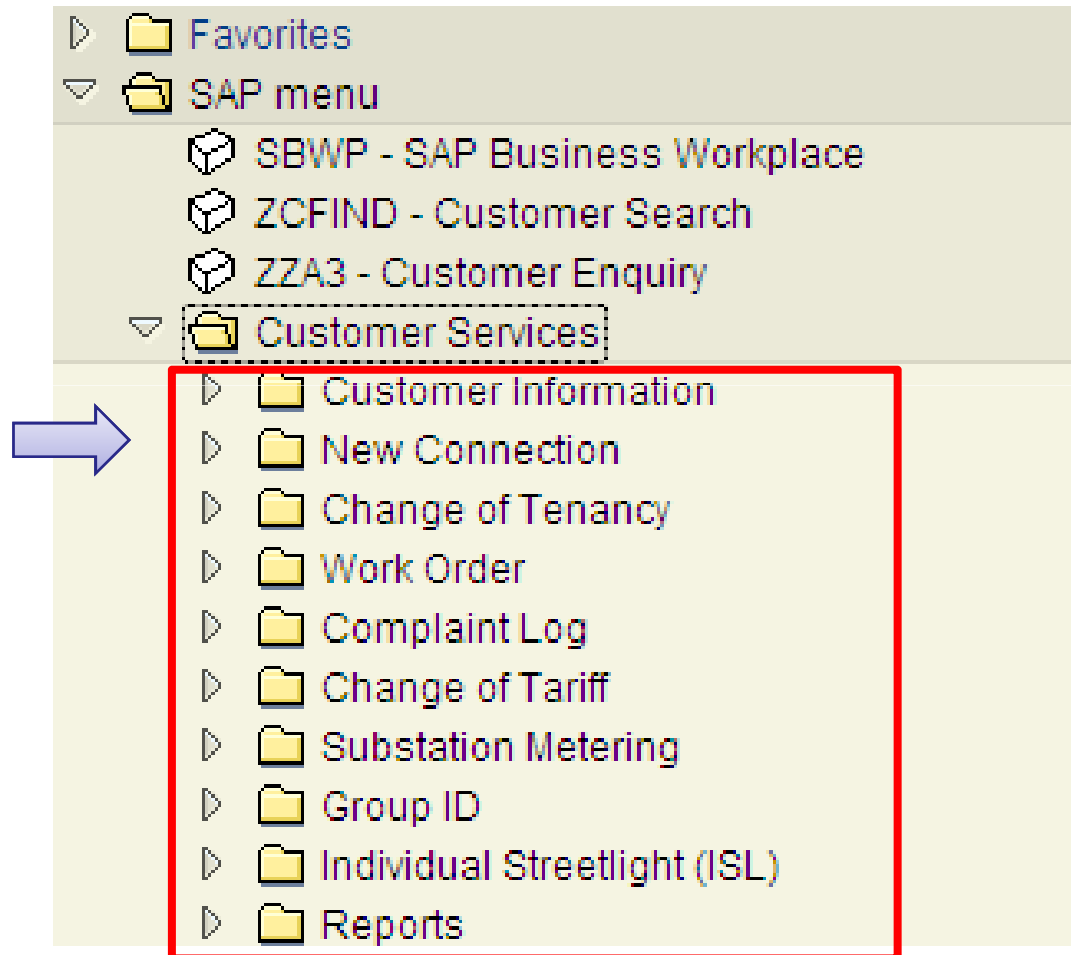 Favorites
SAP menu
SBWP - SAP Business Workplace
ZCFIND - Customer Search
ZZA3 - Customer Enquiry
Customer Services
Customer Information
New Connection
Change of Tenancy
Work Order
Complaint Log
Change of Tariff
Substation Metering
Group ID
Individual Streetlight (ISL)
Reports